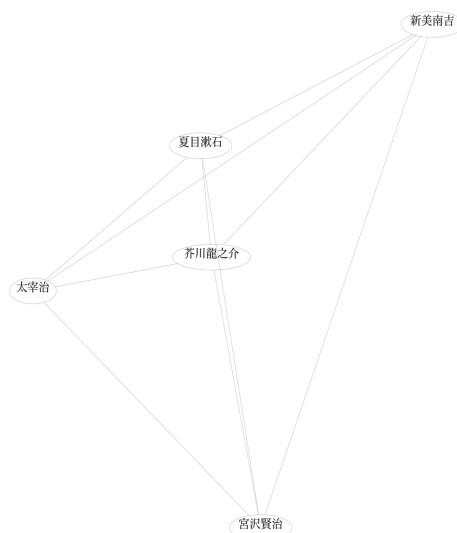 新美南吉
夏目漱石
芥川龍之介
太宰治
宮沢賢治